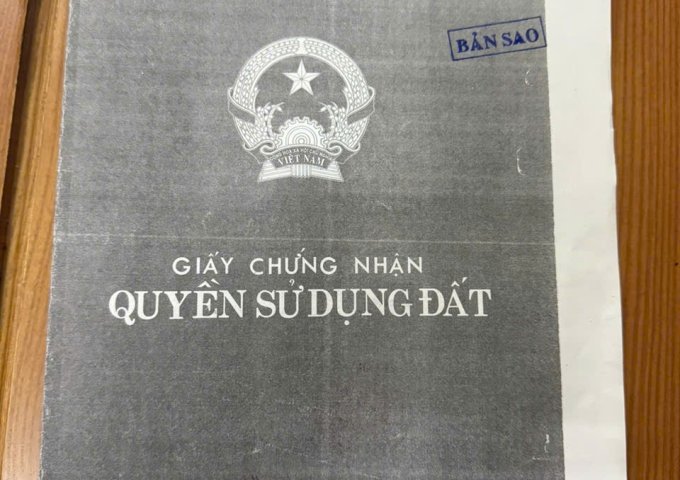 BẢN SAO
VIỆT NAM
GIẤY CHỨNG NHẬN
QUYỀN SỬ DỤNG ĐẤT